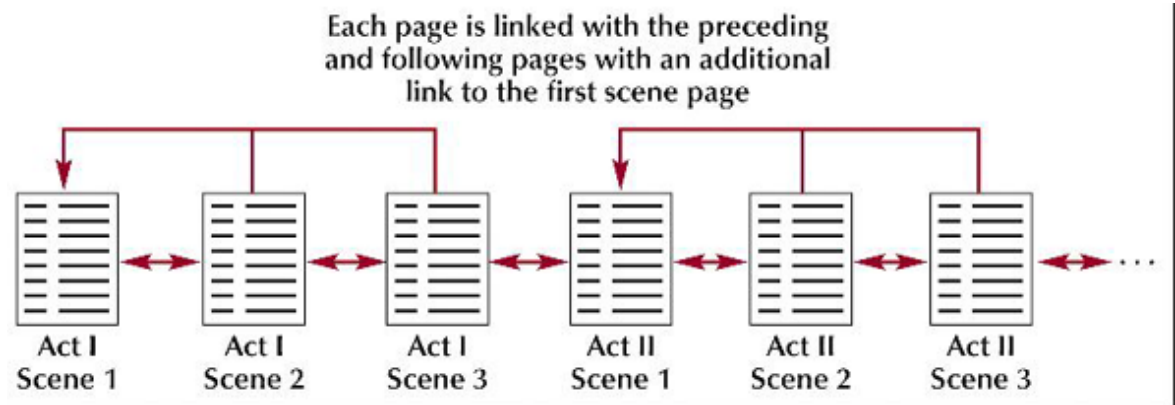 Each page is linked with the preceding
and following pages with an additional
link to the first scene page
...
Act I
Scene 1
Act I
Scene 2
Act I
Scene 3
Act II
Scene 1
Act II
Scene 2
Act II
Scene 3